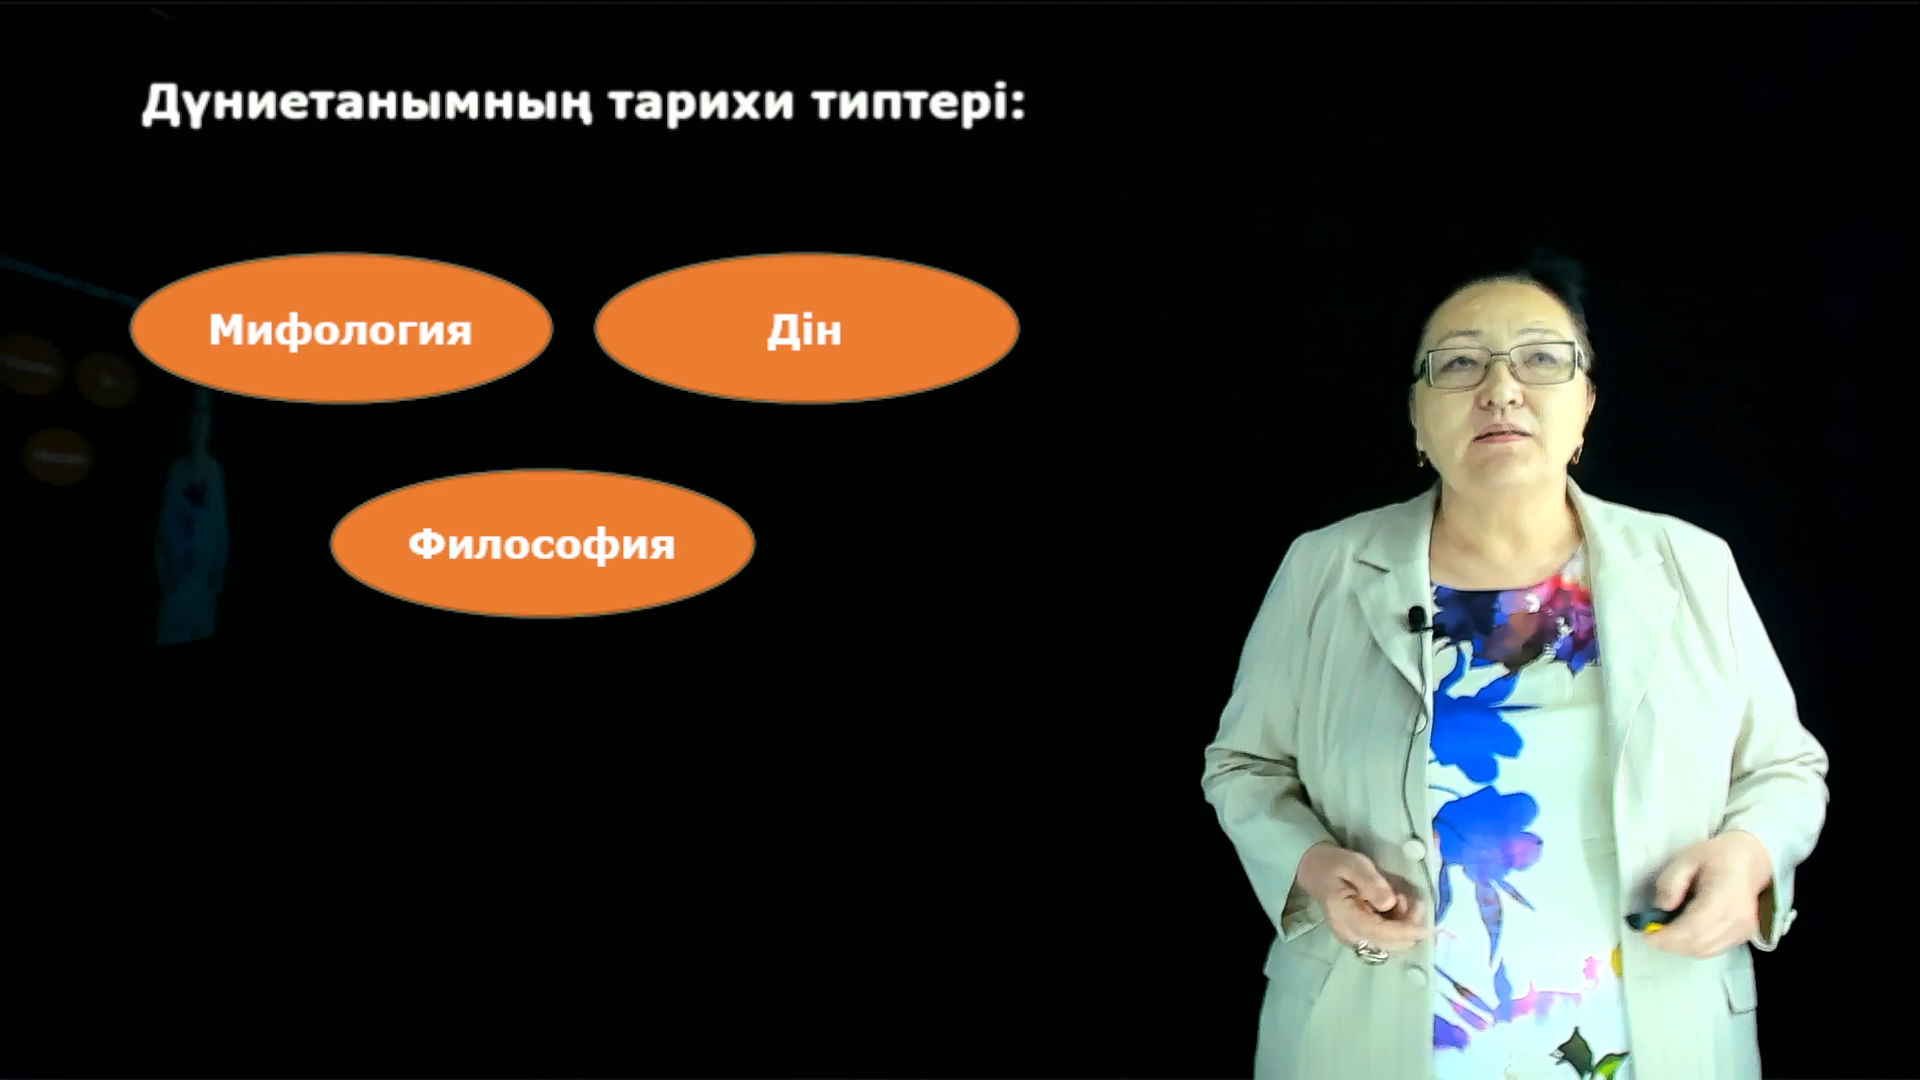 Дүниетанымның тарихи типтері:
Мифология
Дін
Философия